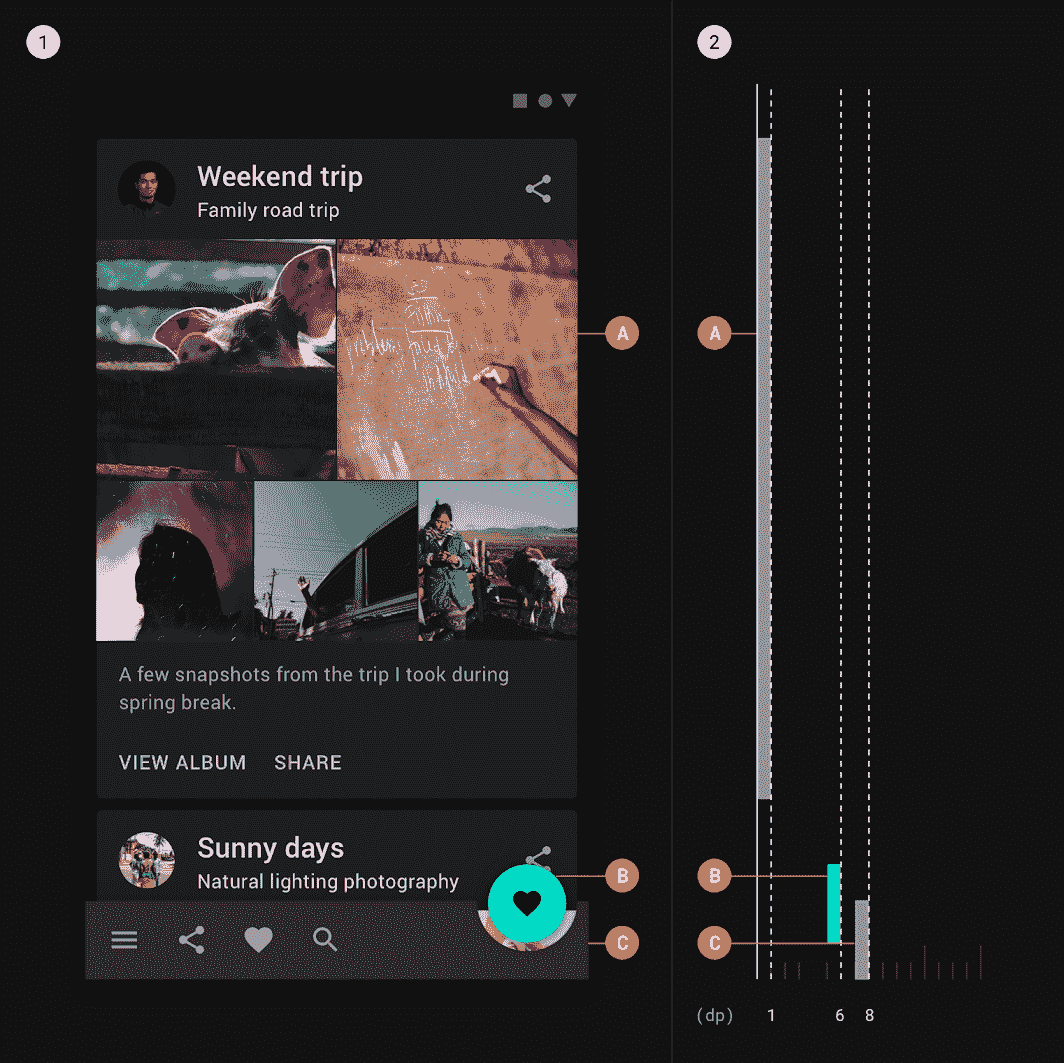 1
Weekend trip
Family road trip
A
A few snapshots from the trip I took during
spring break.
VIEW ALBUM SHARE
Sunny days
Natural lighting photography
B
C
2
A
B
C
(dp) 1 6 8